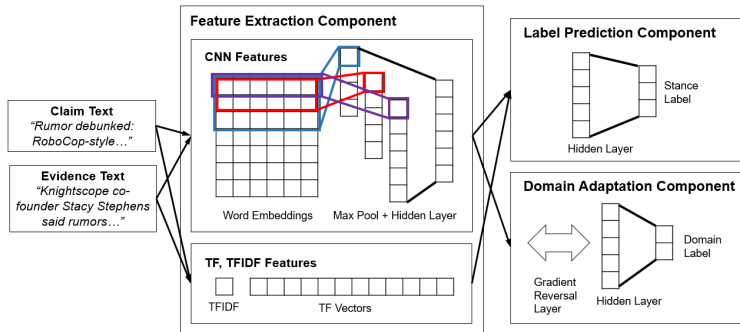 Feature Extraction Component
CNN Features
Word Embeddings
Max Pool + Hidden Layer
TF, TFIDF Features
TFIDF
TF Vectors
Claim Text
"Rumor debunked:
RoboCop-style…"
Evidence Text
"Knightscope co-
founder Stacy Stephens
said rumors…"
Label Prediction Component
Stance
Label
Hidden Layer
Domain Adaptation Component
Gradient
Reversal
Layer
Hidden Layer
Domain
Label